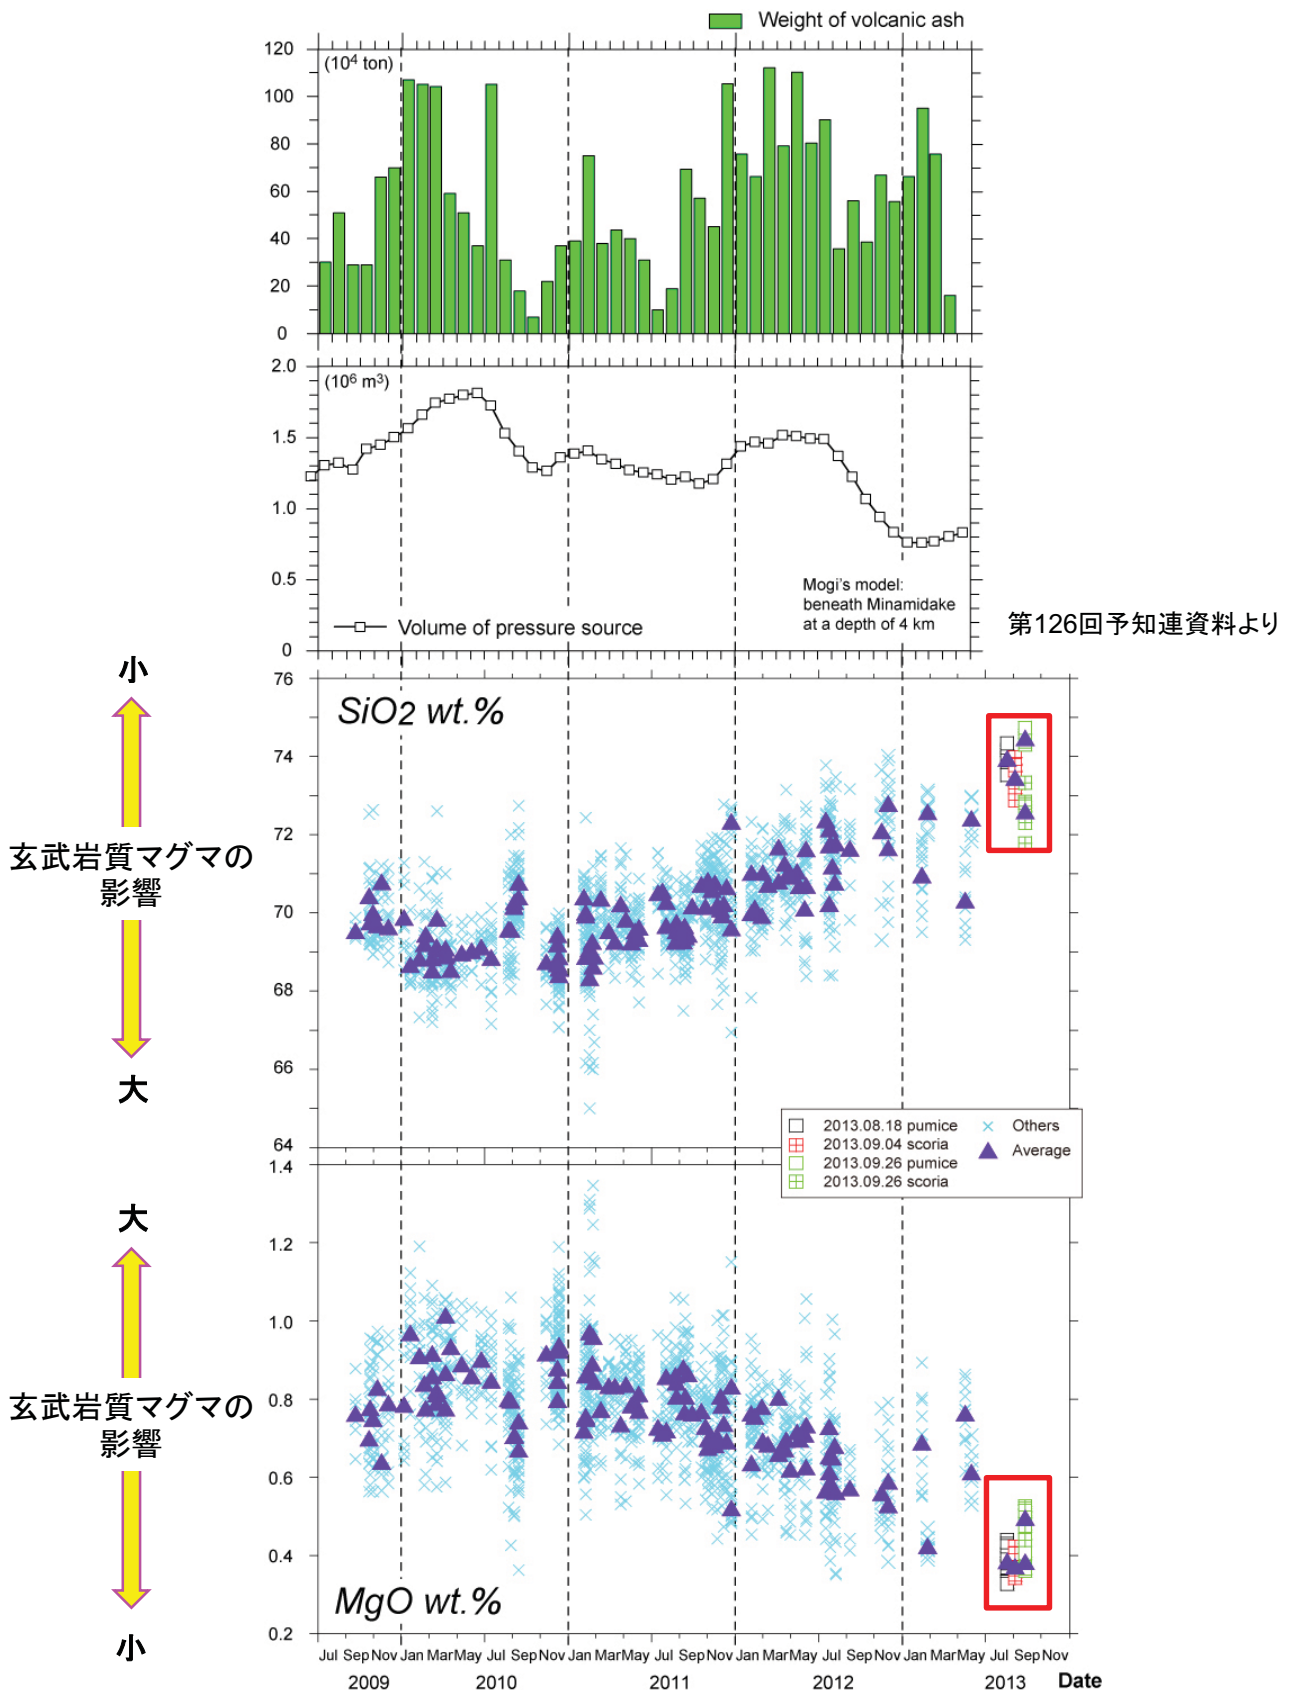 Weight of volcanic ash
120
(10⁴ ton)
100
80
60
40
20
0
2.0
(10⁶ m³)
1.5
1.0
0.5
0
Mogi's model:
beneath Minamidake
at a depth of 4 km
Volume of pressure source
第126回予知連資料より
小
玄武岩質マグマの
影響
大
76
SiO2 wt.%
74
72
70
68
66
64
2013.08.18 pumice
2013.09.04 scoria
2013.09.26 pumice
2013.09.26 scoria
Others
Average
大
玄武岩質マグマの
影響
小
1.4
1.2
1.0
0.8
0.6
0.4
0.2
MgO wt.%
Jul Sep Nov Jan Mar May Jul Sep Nov Jan Mar May Jul Sep Nov Jan Mar May Jul Sep Nov Jan Mar May Jul Sep Nov
2009 2010 2011 2012 2013 Date